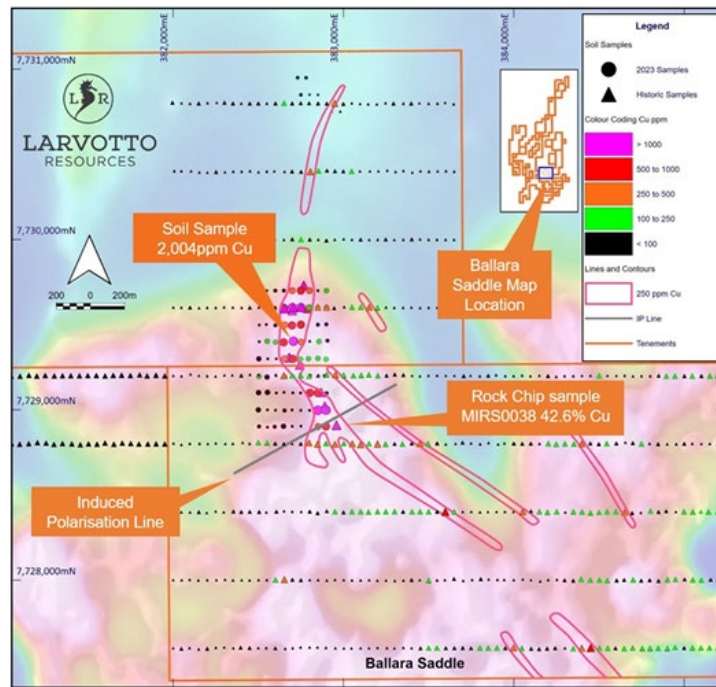 382,000mE
383,000mE
384,000mE
7,731,000mN
7,730,000mN
7,729,000mN
7,728,000mN
L R
LARVOTTO
RESOURCES
Soil Sample
2,004ppm Cu
200 0 200m
Ballara
Saddle Map
Location
Rock Chip sample
MIRS0038 42.6% Cu
Induced
Polarisation Line
Ballara Saddle
Legend
Soil Samples
2023 Samples
Historic Samples
Colour Coding Cu ppm
> 1000
500 to 1000
250 to 500
100 to 250
< 100
Lines and Contours
250 ppm Cu
IP Line
Tenements